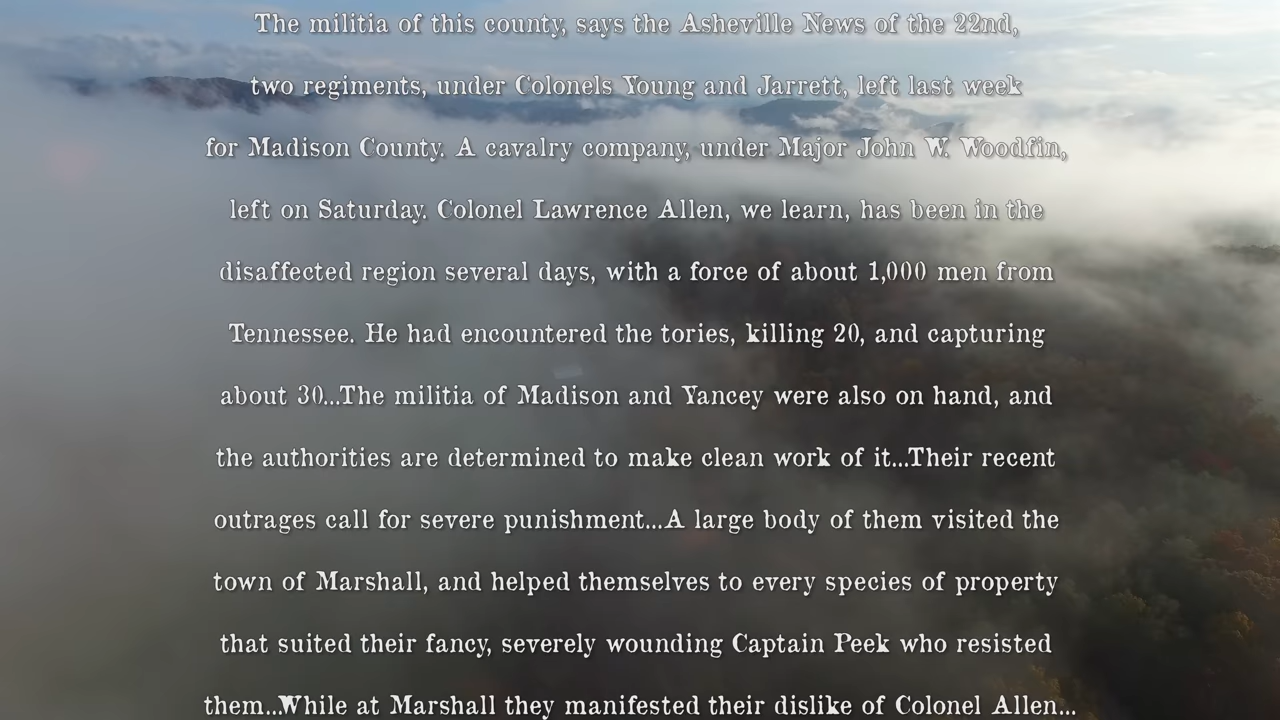 The militia of this county, says the Asheville News of the 22nd,
two regiments, under Colonels Young and Jarrett, left last week
for Madison County. A cavalry company, under Major John W. Woodfin,
left on Saturday. Colonel Lawrence Allen, we learn, has been in the
disaffected region several days, with a force of about 1,000 men from
Tennessee. He had encountered the tories, killing 20, and capturing
about 30...The militia of Madison and Yancey were also on hand, and
the authorities are determined to make clean work of it...Their recent
outrages call for severe punishment...A large body of them visited the
town of Marshall, and helped themselves to every species of property
that suited their fancy, severely wounding Captain Peek who resisted
them...While at Marshall they manifested their dislike of Colonel Allen...